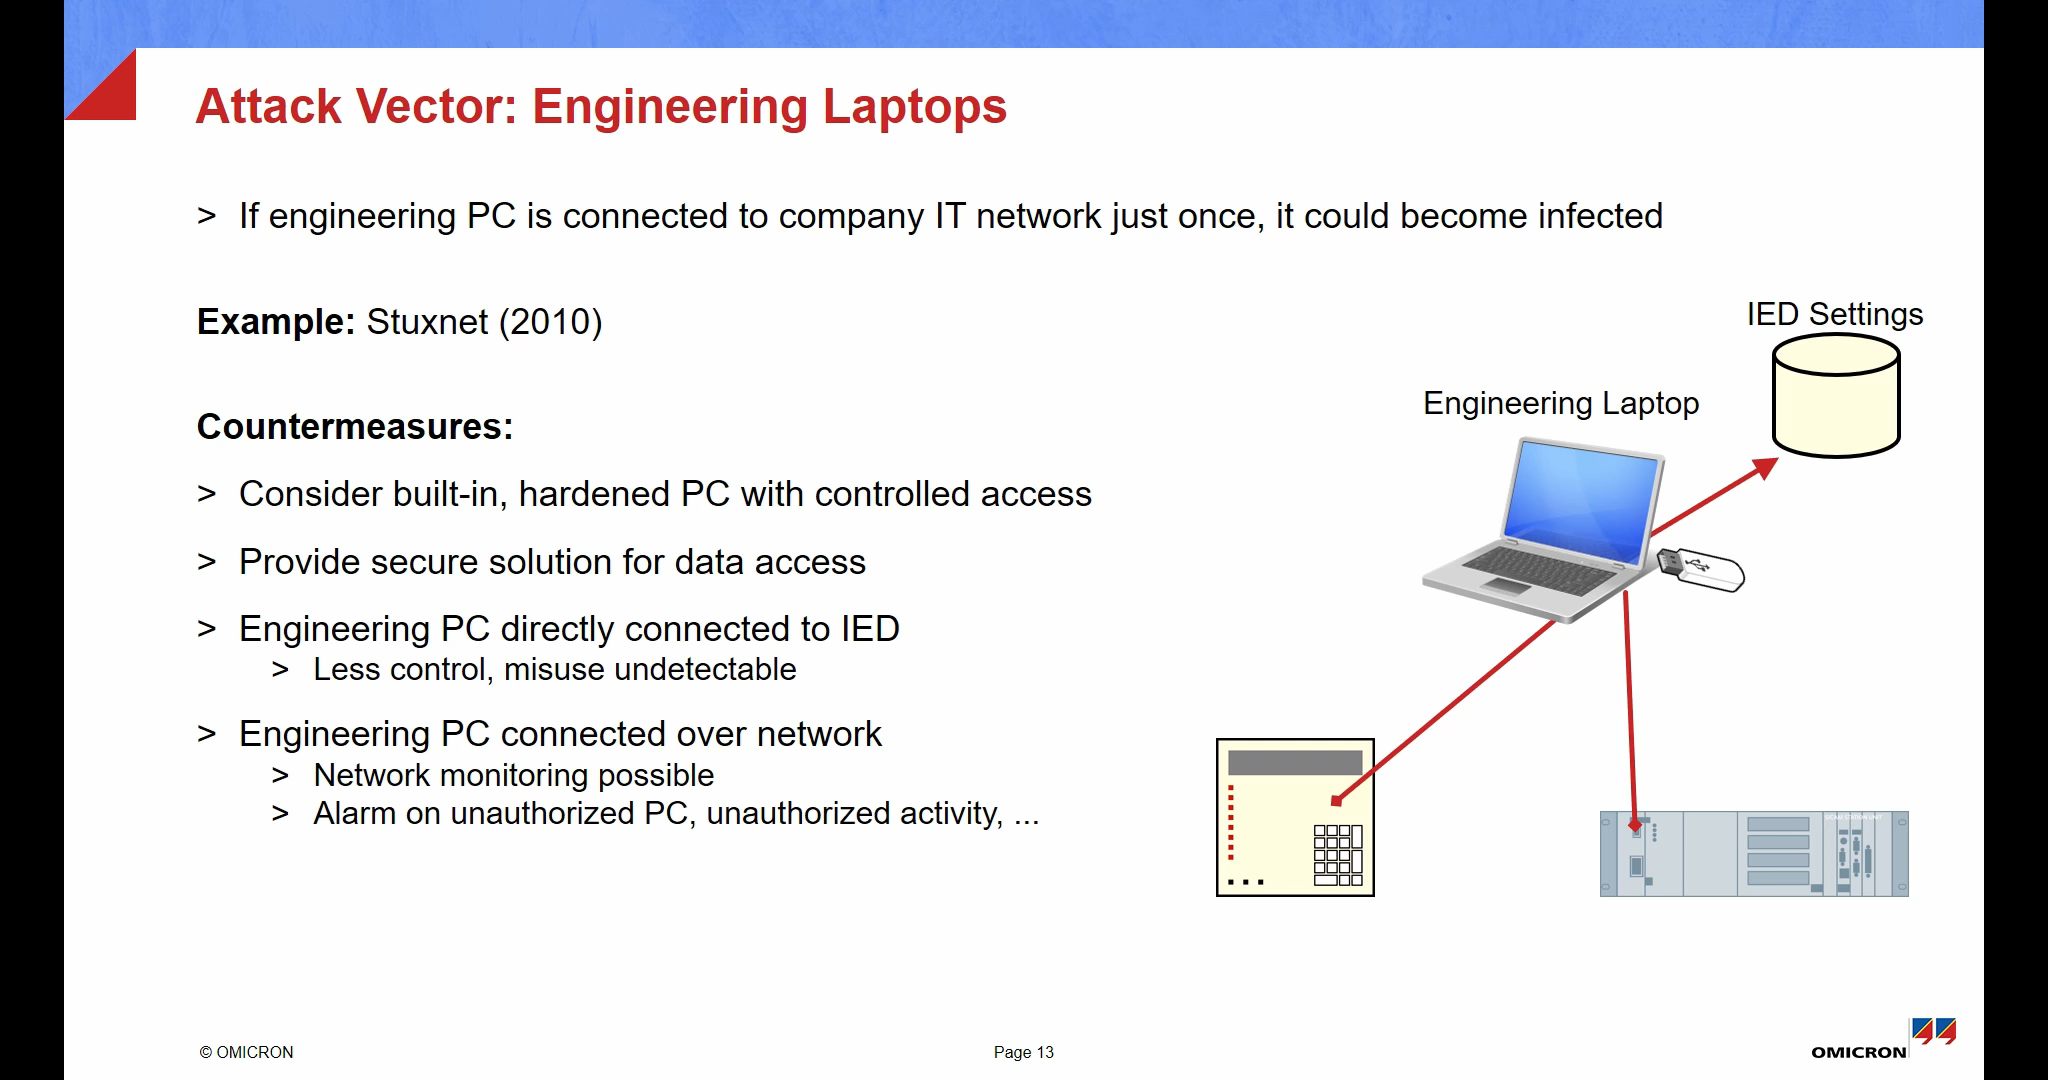 Attack Vector: Engineering Laptops
> If engineering PC is connected to company IT network just once, it could become infected
Example: Stuxnet (2010)
Countermeasures:
> Consider built-in, hardened PC with controlled access
> Provide secure solution for data access
> Engineering PC directly connected to IED
> Less control, misuse undetectable
> Engineering PC connected over network
> Network monitoring possible
> Alarm on unauthorized PC, unauthorized activity, ...
IED Settings
Engineering Laptop
© OMICRON
Page 13
OMICRON